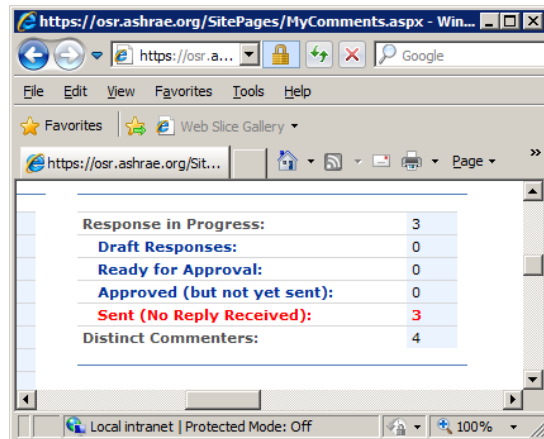 https://osr.ashrae.org/SitePages/MyComments.aspx - Win...
https://osr.a... Google
File Edit View Favorites Tools Help
Favorites Web Slice Gallery
https://osr.ashrae.org/Sit... Page »
Response in Progress: 3
Draft Responses: 0
Ready for Approval: 0
Approved (but not yet sent): 0
Sent (No Reply Received): 3
Distinct Commenters: 4
Local intranet | Protected Mode: Off 100%